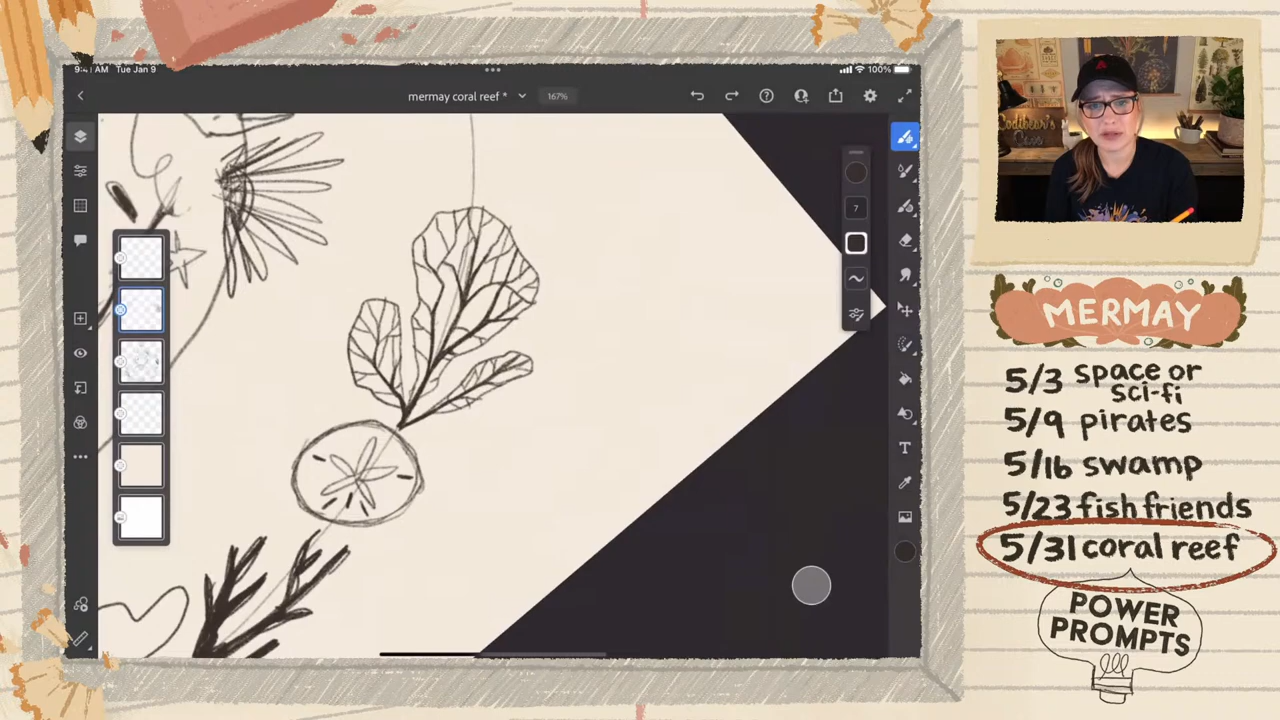 9:41 AM Tue Jan 9
100%
mermay coral reef *
167%
7
T
MERMAY
5/3 space or
sci-fi
5/9 pirates
5/16 swamp
5/23 fish friends
5/31 coral reef
POWER
PROMPTS